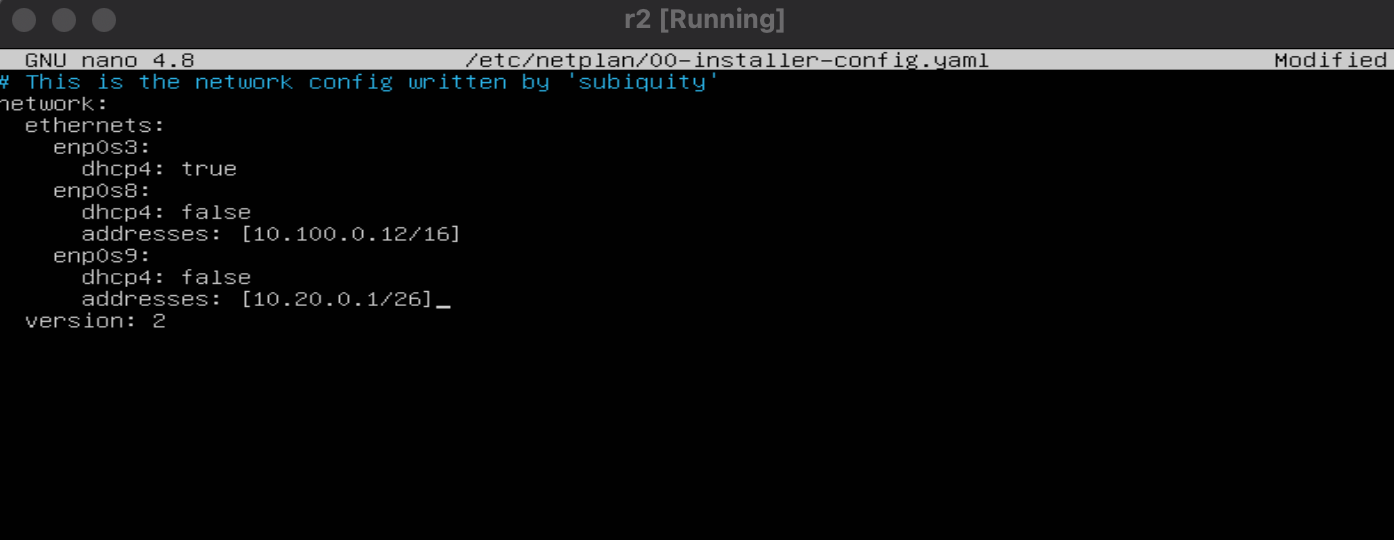 r2 [Running]
GNU nano 4.8 /etc/netplan/00-installer-config.yaml Modified
# This is the network config written by 'subiquity'
network:
  ethernets:
    enp0s3:
      dhcp4: true
    enp0s8:
      dhcp4: false
      addresses: [10.100.0.12/16]
    enp0s9:
      dhcp4: false
      addresses: [10.20.0.1/26]_
  version: 2